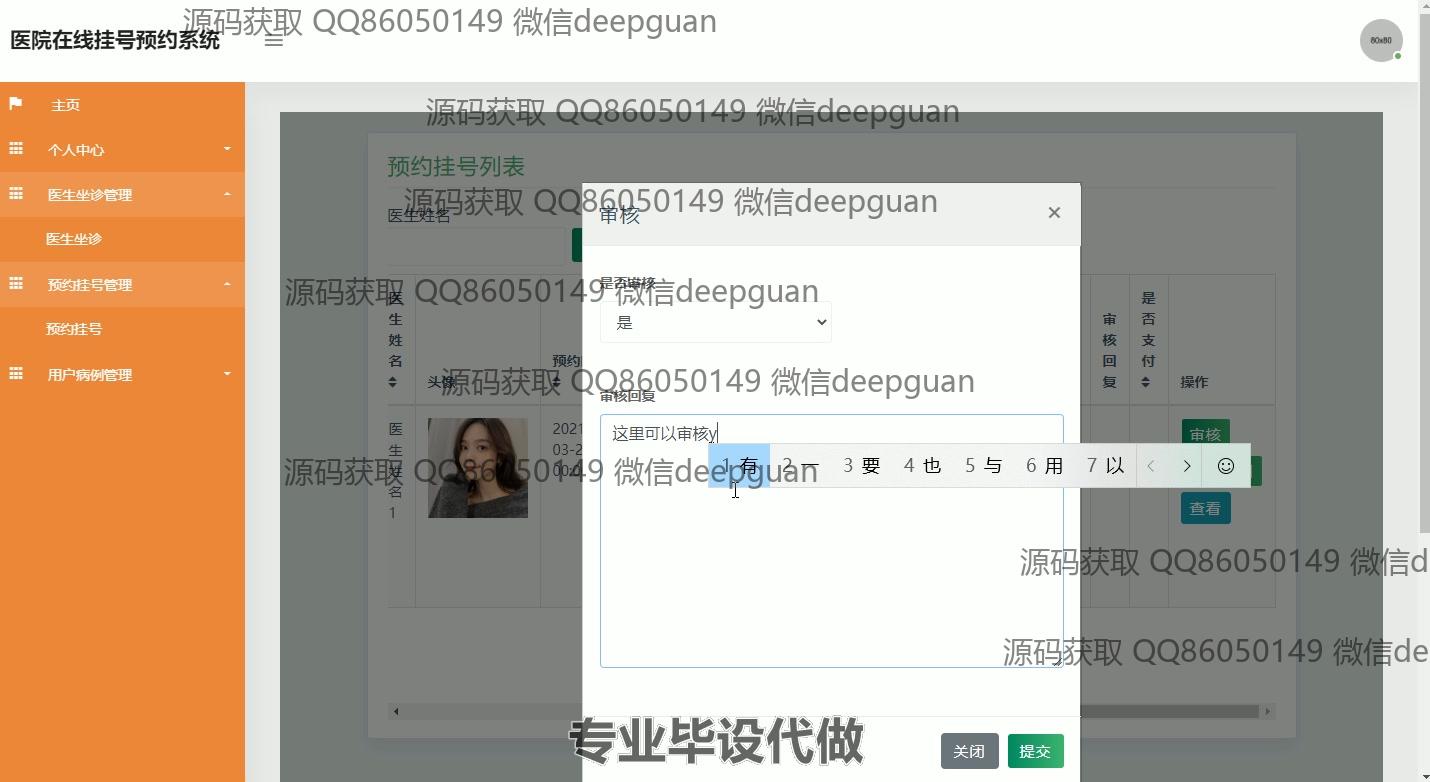 源码获取 QQ86050149 微信deepguan
医院在线挂号预约系统
80x80
主页
个人中心
医生坐诊管理
医生坐诊
预约挂号管理
预约挂号
用户病例管理
源码获取 QQ86050149 微信deepguan
预约挂号列表
源码获取 QQ86050149 微信deepguan
医生姓名
审核
×
源码获取 QQ86050149 微信deepguan
是否审核
是
医生姓名
头像
预约
审核回复
是否支付
操作
源码获取 QQ86050149 微信deepguan
审核回复
这里可以审核y
1 有 2 一 3 要 4 也 5 与 6 用 7 以
医生姓名1
2021
03-2
00:0
审核
查看
源码获取 QQ86050149 微信deepguan
源码获取 QQ86050149 微信d
源码获取 QQ86050149 微信de
专业毕设代做
关闭
提交